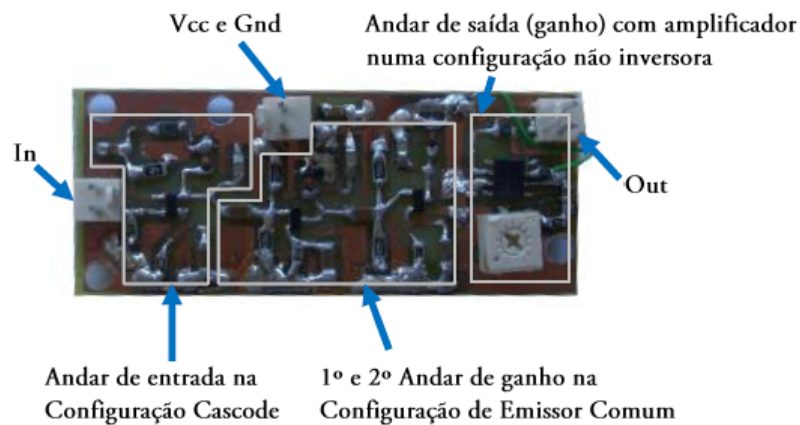 Vcc e Gnd
Andar de saída (ganho) com amplificador
numa configuração não inversora
In
Out
Andar de entrada na
Configuração Cascode
1º e 2º Andar de ganho na
Configuração de Emissor Comum